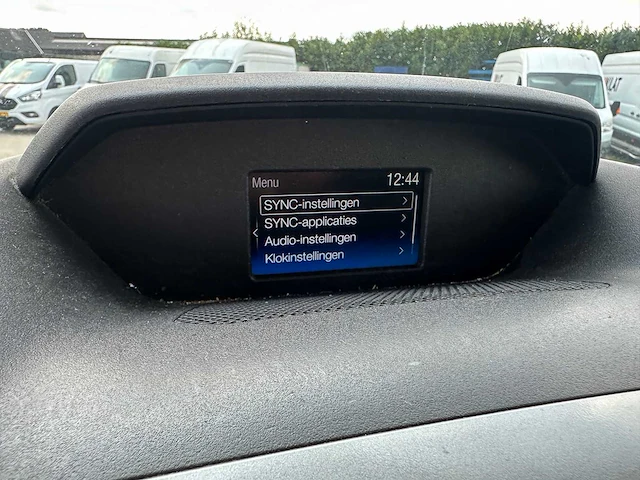 Menu 12:44
SYNC-instellingen
SYNC-applicaties
Audio-instellingen
Klokinstellingen